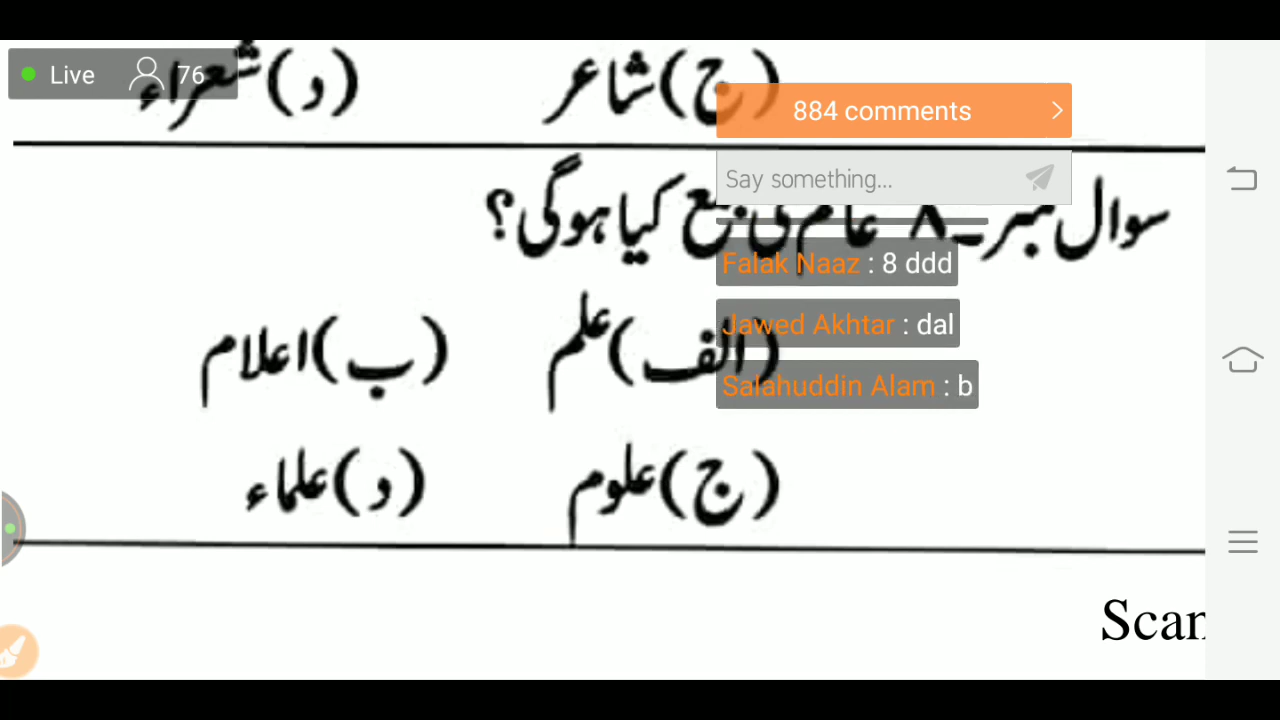 Live 76
(ج) شاعر (د) شعراء
884 comments
Say something...
سوال نمبر۔۸ عالم کی جمع کیا ہوگی؟
Falak Naaz : 8 ddd
Jawed Akhtar : dal
(الف) علم (ب) اعلام
Salahuddin Alam : b
(ج) علوم (د) علماء
Scan